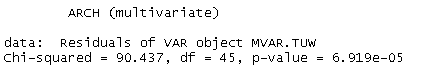 ARCH (multivariate)
data:  Residuals of VAR object MVAR.TUW
Chi-squared = 90.437, df = 45, p-value = 6.919e-05